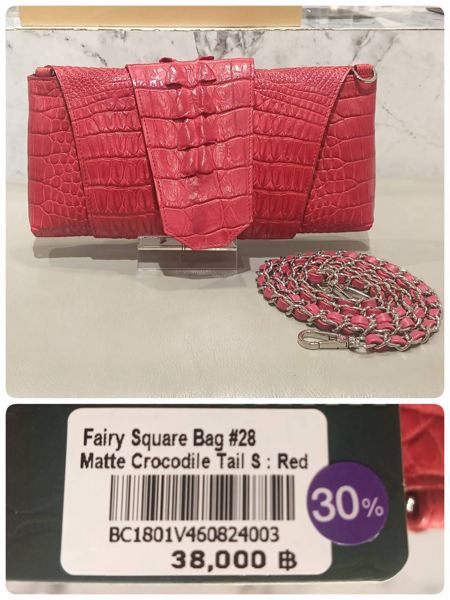 Fairy Square Bag #28
Matte Crocodile Tail S : Red
30%
BC1801V460824003
38,000 ฿